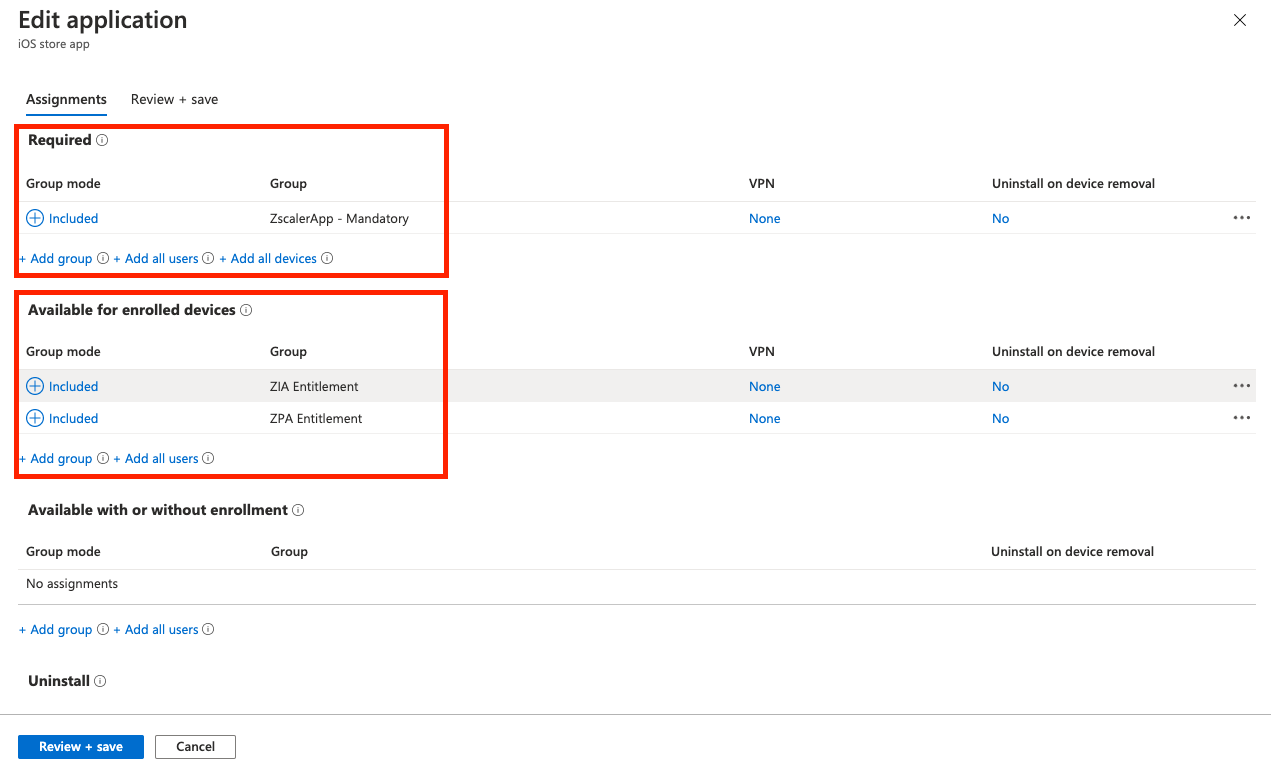 Edit application
iOS store app
Assignments Review + save
Required
Group mode Group VPN Uninstall on device removal
Included ZscalerApp - Mandatory None No
+ Add group + Add all users + Add all devices
Available for enrolled devices
Group mode Group VPN Uninstall on device removal
Included ZIA Entitlement None No
Included ZPA Entitlement None No
+ Add group + Add all users
Available with or without enrollment
Group mode Group Uninstall on device removal
No assignments
+ Add group + Add all users
Uninstall
Review + save Cancel